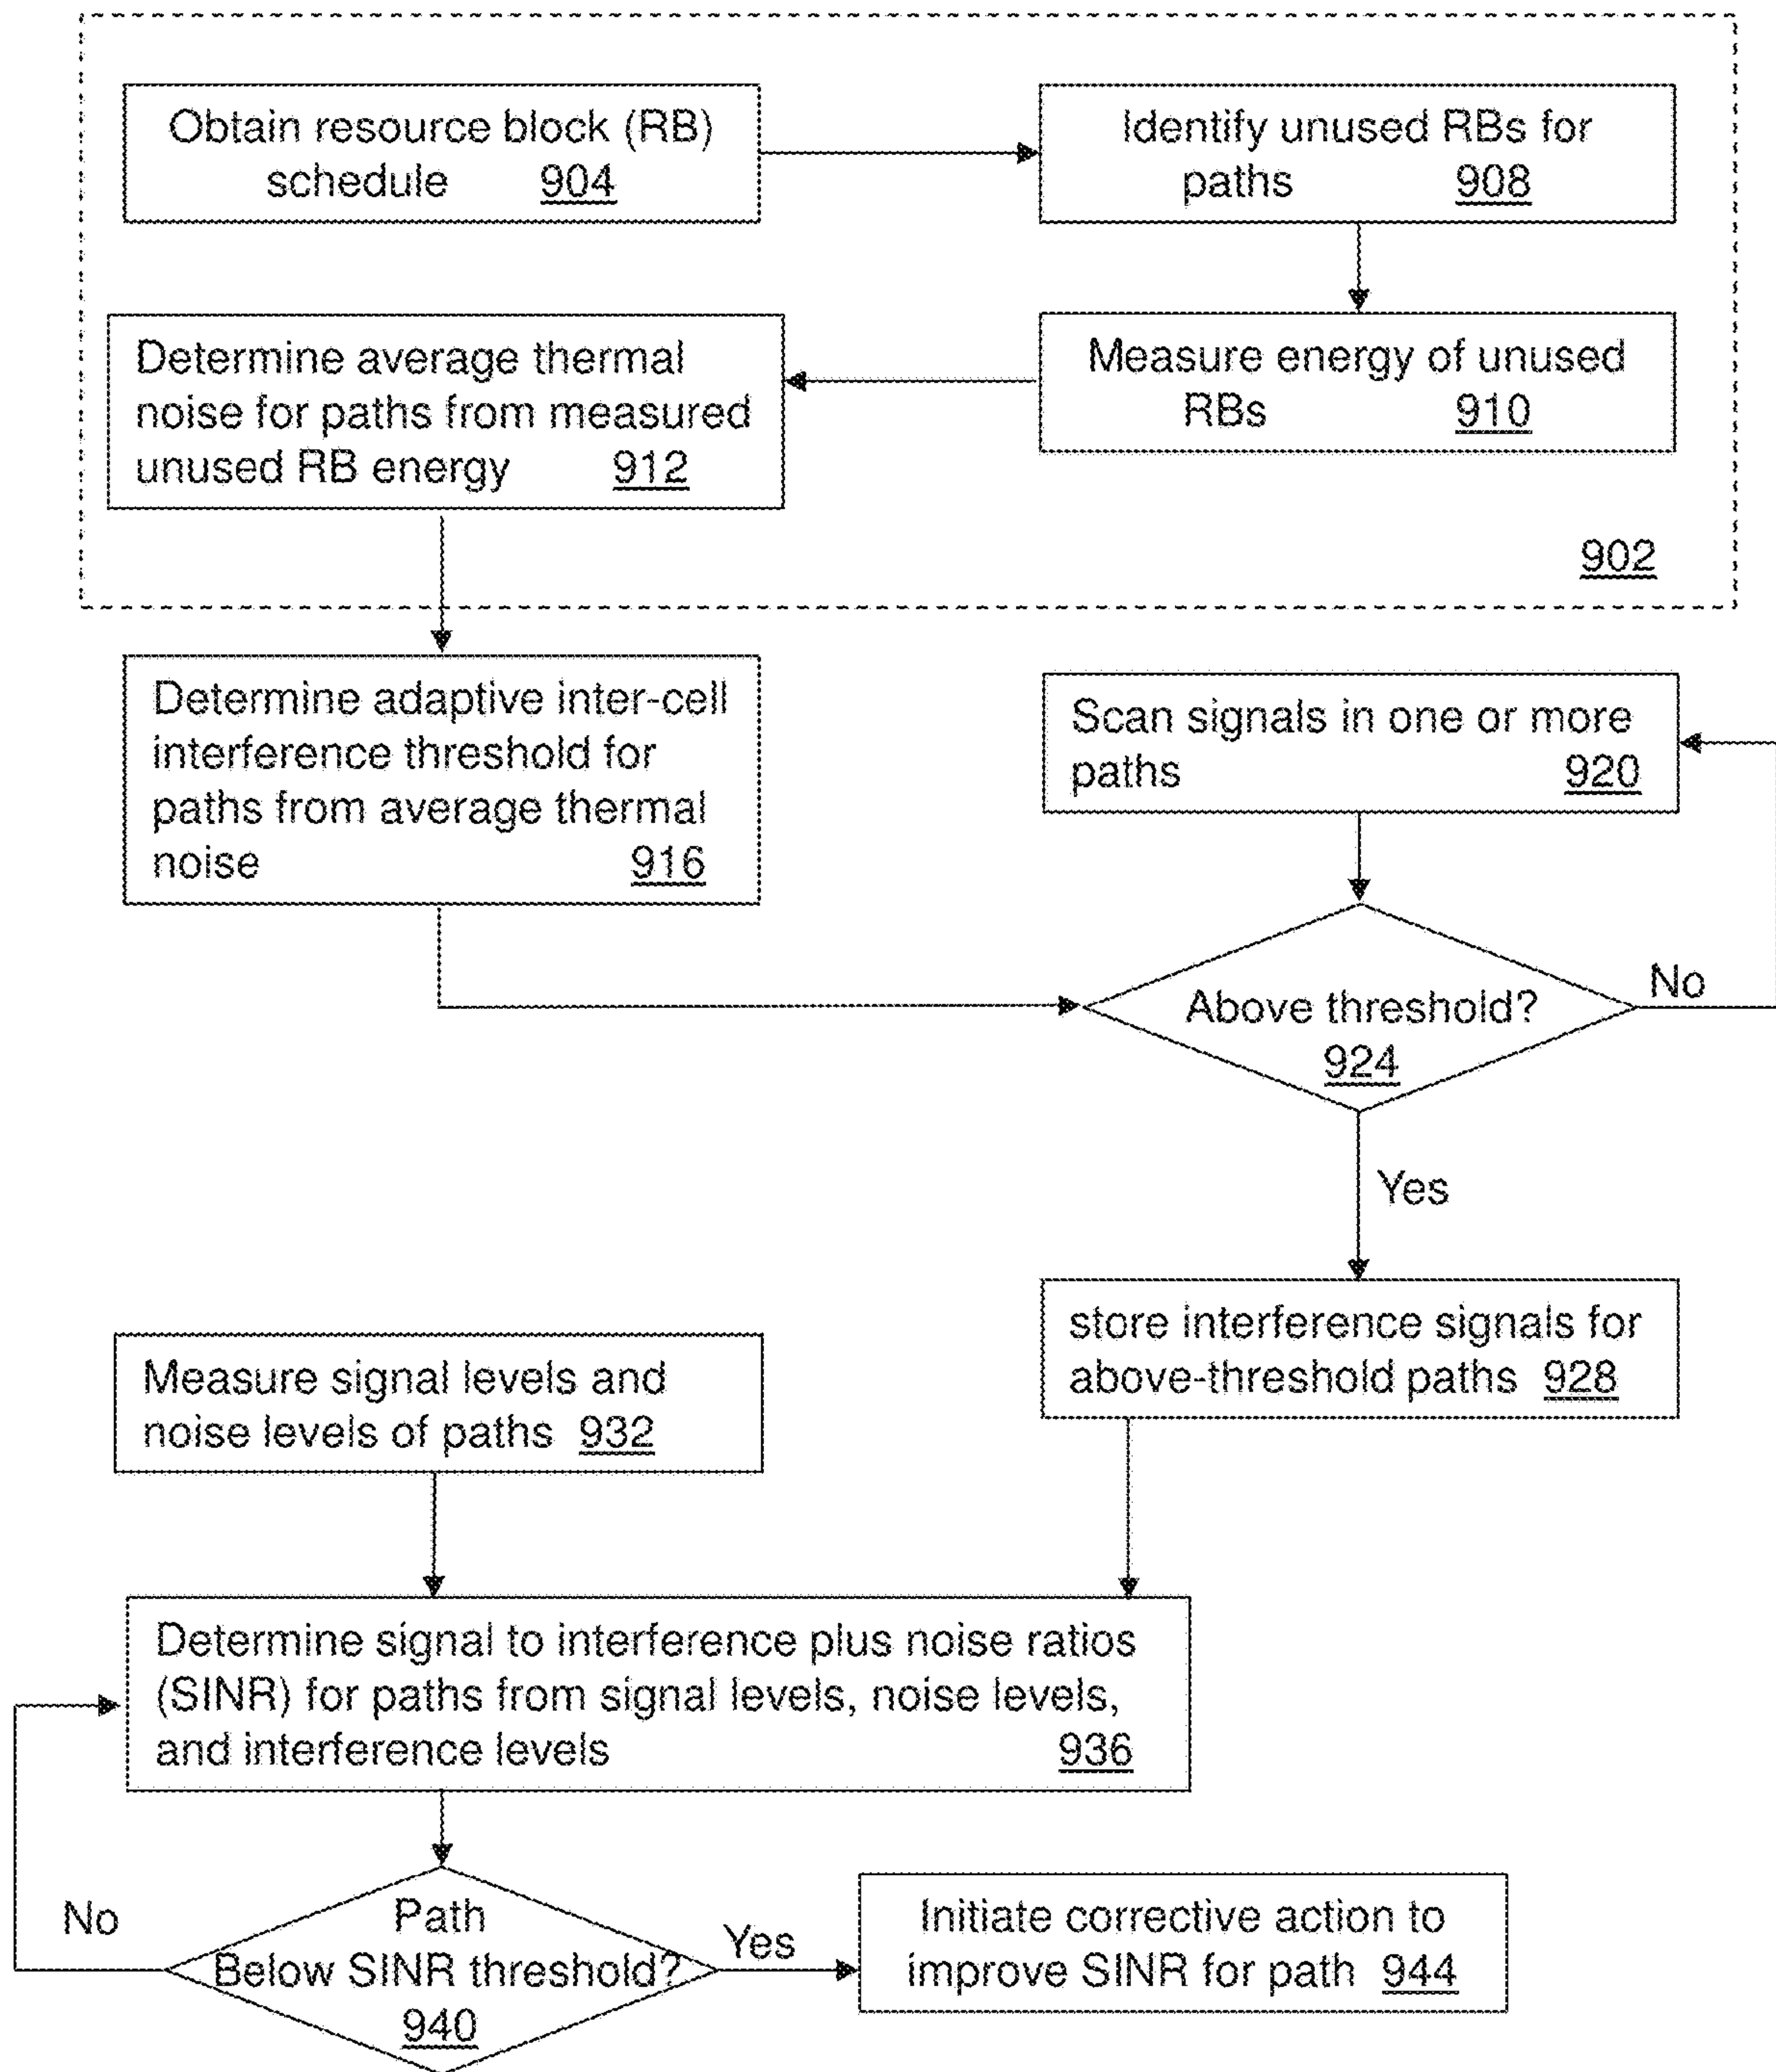 Obtain resource block (RB)
schedule 904
Identify unused RBs for
paths 908
Determine average thermal
noise for paths from measured
unused RB energy 912
Measure energy of unused
RBs 910
902
Determine adaptive inter-cell
interference threshold for
paths from average thermal
noise 916
Scan signals in one or more
paths 920
Above threshold?
924
No
Yes
store interference signals for
above-threshold paths 928
Measure signal levels and
noise levels of paths 932
Determine signal to interference plus noise ratios
(SINR) for paths from signal levels, noise levels,
and interference levels 936
No
Path
Below SINR threshold?
940
Yes
Initiate corrective action to
improve SINR for path 944